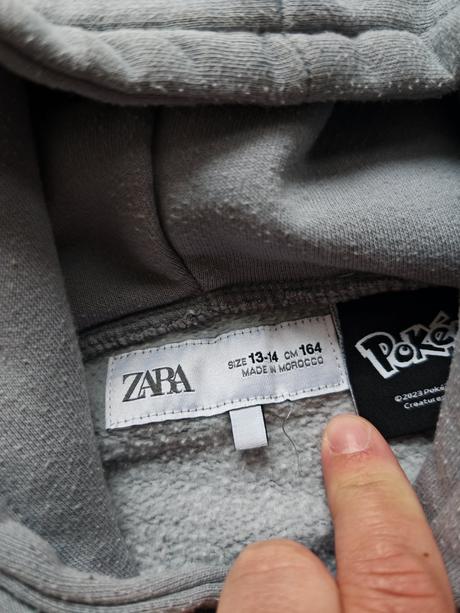 ZARA
SIZE 13-14 CM 164
MADE IN MOROCCO
Poké
©2023 Poké
Creatures